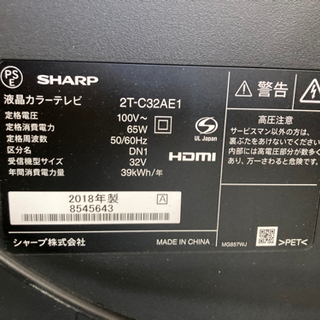 PS
E
SHARP
液晶カラーテレビ 2T-C32AE1
定格電圧 100V~
定格消費電力 65W
定格周波数 50/60Hz
区分名 DN1
受信機型サイズ 32V
年間消費電力量 39kWh/年
UL Japan
HDMI
2018年製 A
8545643
シャープ株式会社 MADE IN CHINA
警告
高圧注意
サービスマン以外の方は、
裏ぶたをあけないでください。
内部には高電圧部分が数多く
あり、万一さわると危険です。
MG857WJ
>PET<